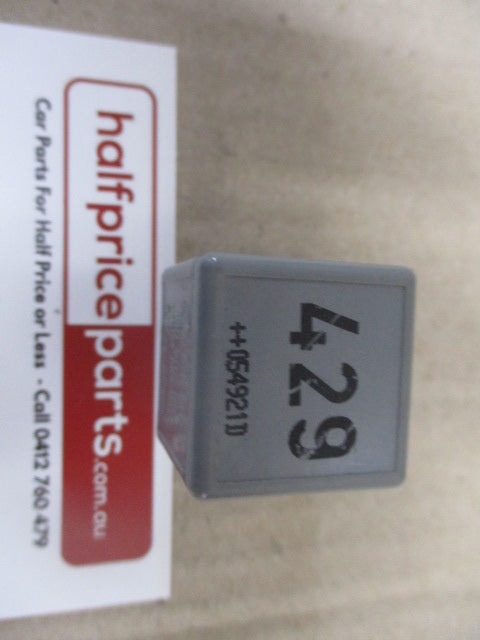 halfpriceparts.com.au
Car Parts For Half Price or Less - Call 0412 760 479
429
++054921D